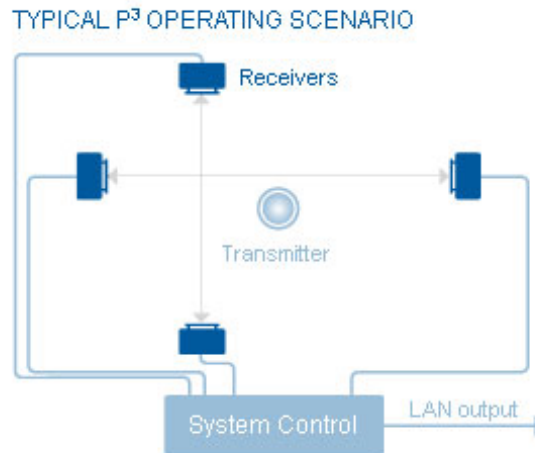 TYPICAL P³ OPERATING SCENARIO
Receivers
Transmitter
LAN output
System Control